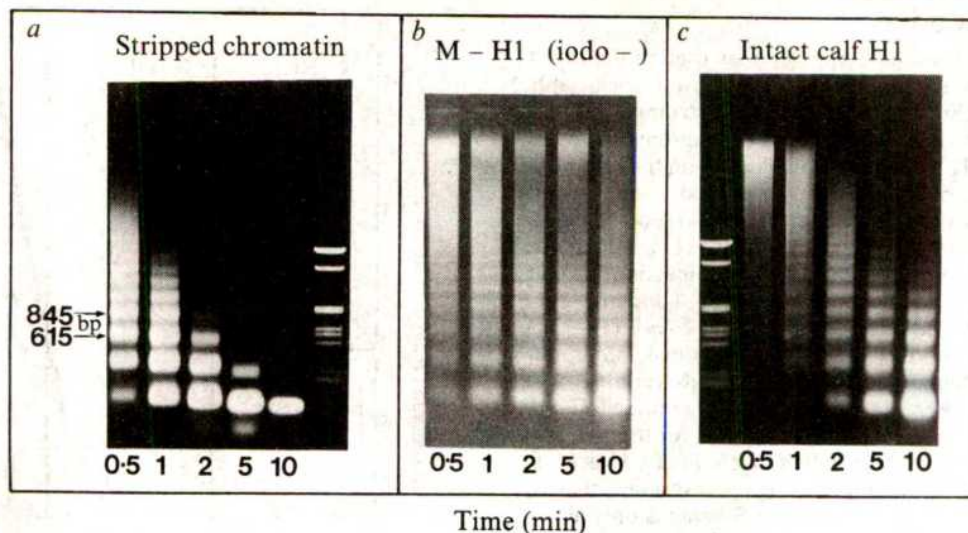 a
Stripped chromatin
845
bp
615
0·5 1 2 5 10
b
M – H1 (iodo – )
0·5 1 2 5 10
c
Intact calf H1
0·5 1 2 5 10
Time (min)